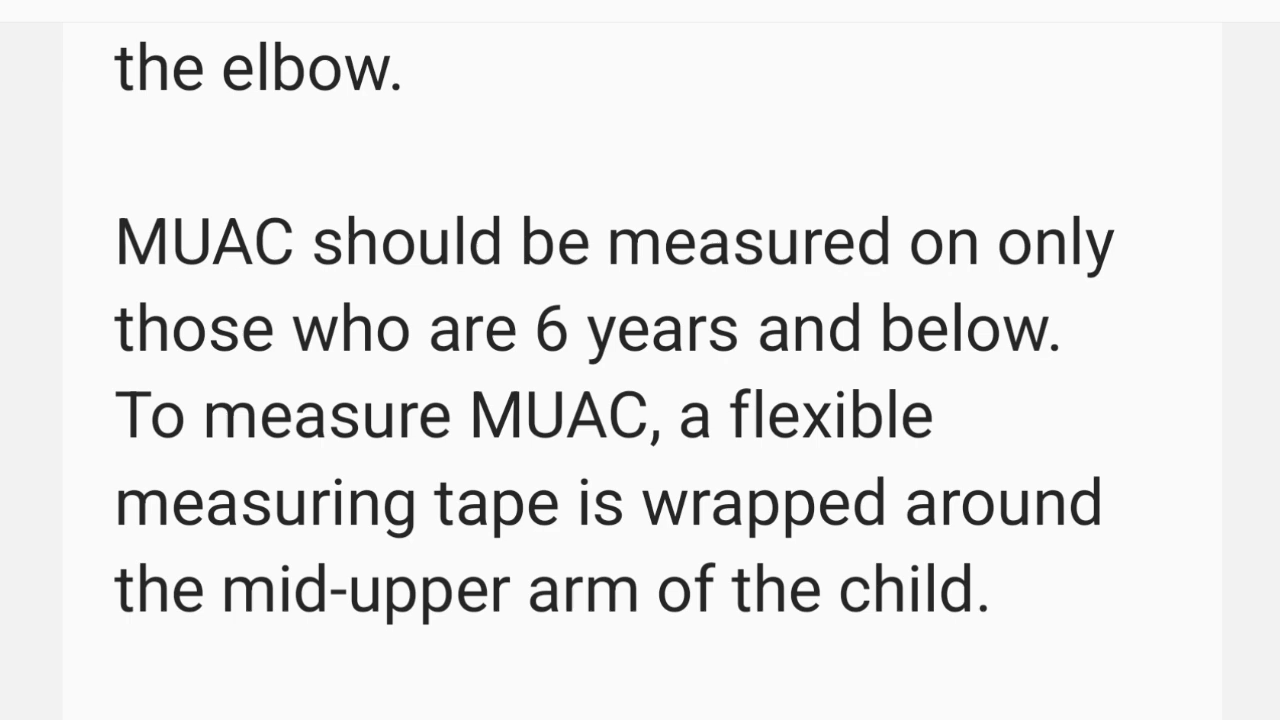 the elbow.
MUAC should be measured on only
those who are 6 years and below.
To measure MUAC, a flexible
measuring tape is wrapped around
the mid-upper arm of the child.